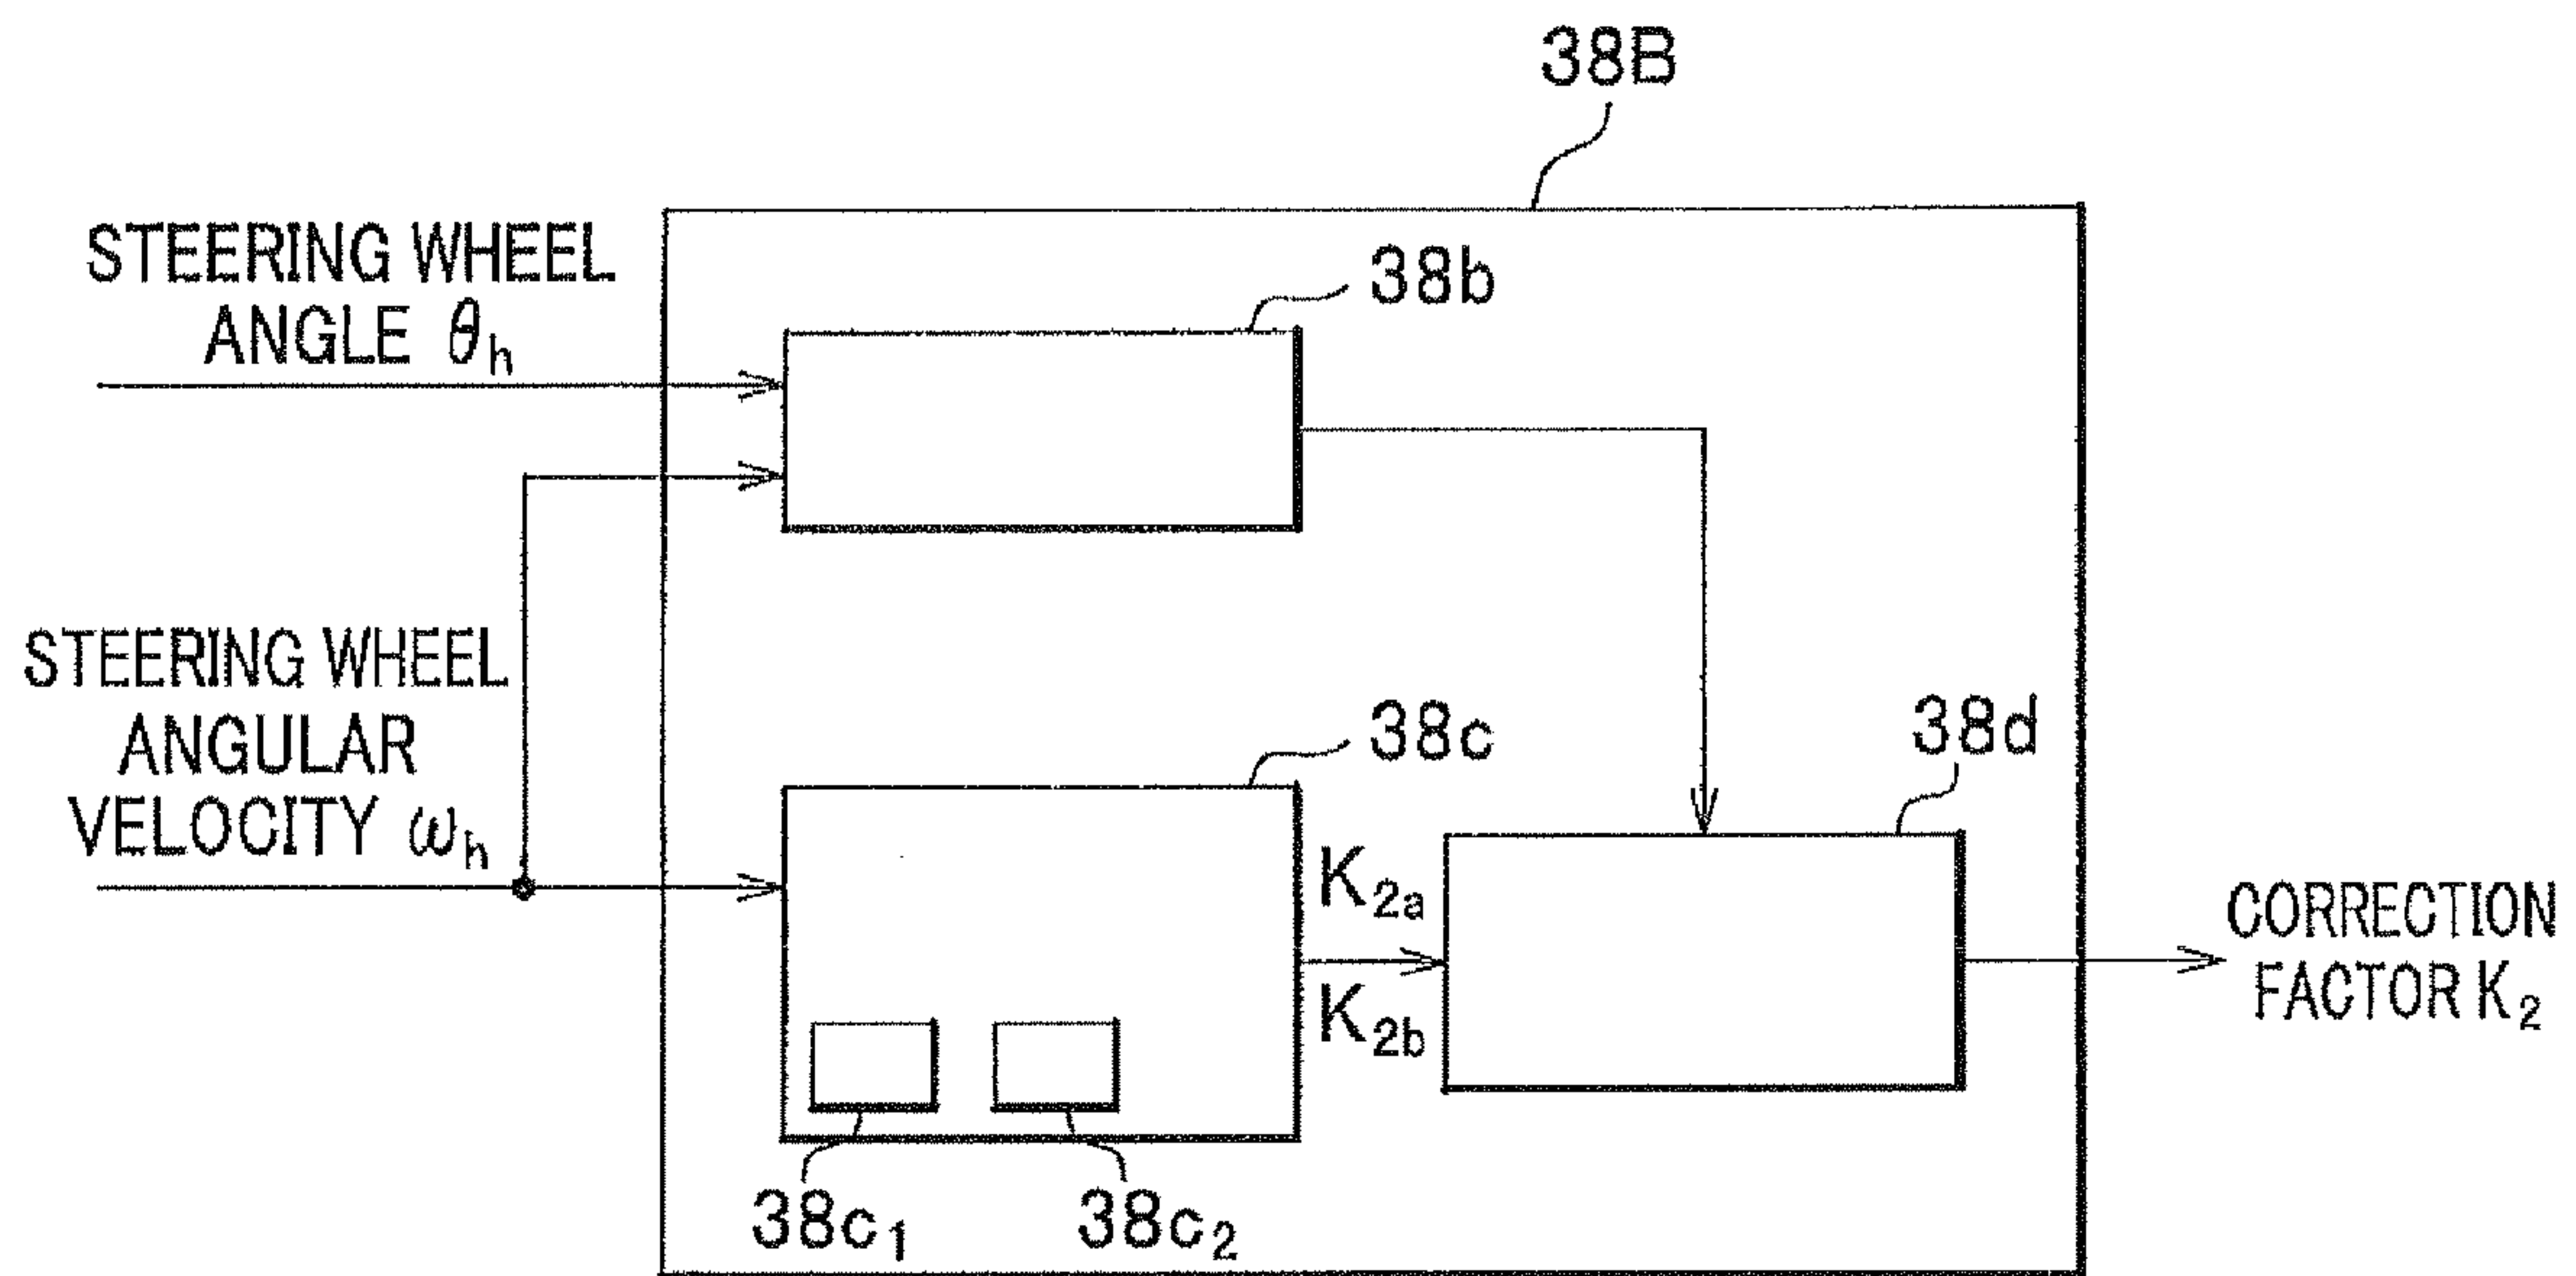 38B
STEERING WHEEL
ANGLE θh
38b
STEERING WHEEL
ANGULAR
VELOCITY ωh
38c
38d
K2a
K2b
CORRECTION
FACTOR K2
38c1
38c2